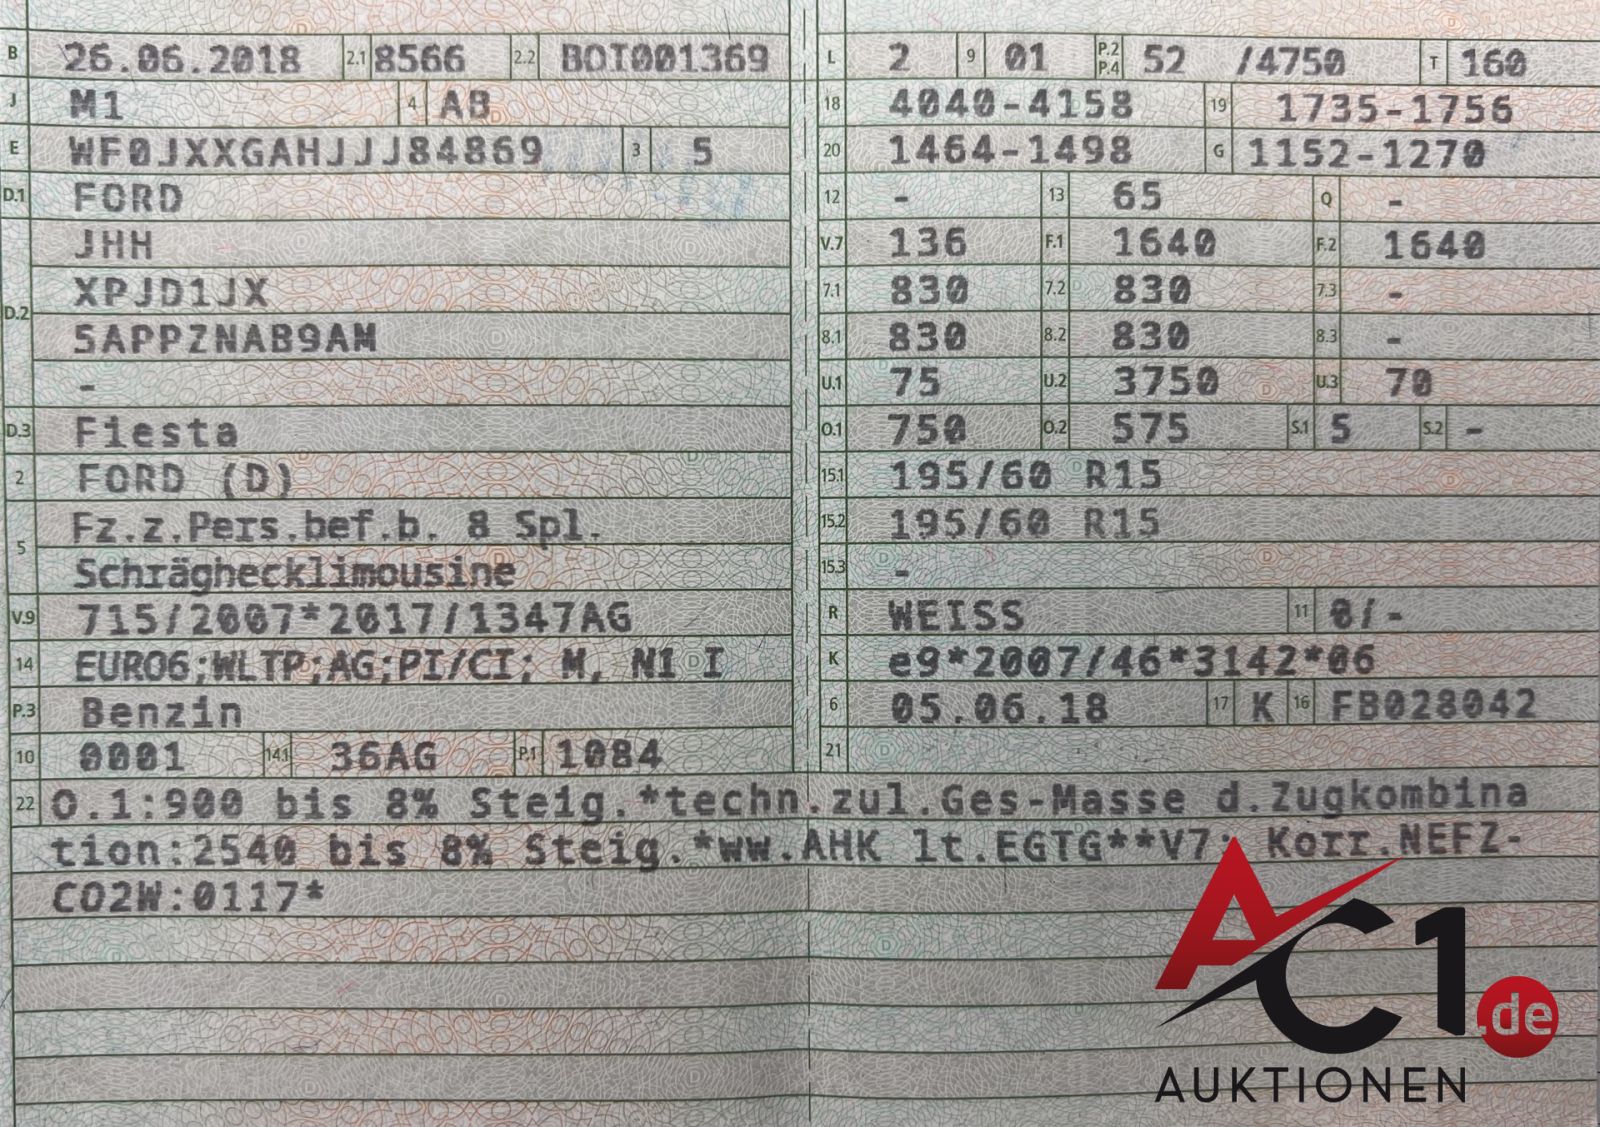 B 26.06.2018 2.1 8566 2.2 BOT001369
J M1 4 AB
E WF0JXXGAHJJJ84869 3 5
D.1 FORD
JHH
D.2 XPJD1JX
5APPZNAB9AM
-
D.3 Fiesta
2 FORD (D)
5 Fz.z.Pers.bef.b. 8 Spl.
Schräghecklimousine
V.9 715/2007*2017/1347AG
14 EURO6;WLTP;AG;PI/CI; M, N1 I
P.3 Benzin
10 0001 14.1 36AG P.1 1084
L 2 9 01 P.2 P.4 52 /4750 T 160
18 4040-4158 19 1735-1756
20 1464-1498 G 1152-1270
12 - 13 65 Q -
V.7 136 F.1 1640 F.2 1640
7.1 830 7.2 830 7.3 -
8.1 830 8.2 830 8.3 -
U.1 75 U.2 3750 U.3 70
O.1 750 O.2 575 S.1 5 S.2 -
15.1 195/60 R15
15.2 195/60 R15
15.3 -
R WEISS 11 0/-
K e9*2007/46*3142*06
6 05.06.18 17 K 16 FB028042
21
22 O.1:900 bis 8% Steig.*techn.zul.Ges-Masse d.Zugkombina
tion:2540 bis 8% Steig.*ww.AHK lt.EGTG**V7: Korr.NEFZ-
CO2W:0117*
AC1.de
AUKTIONEN